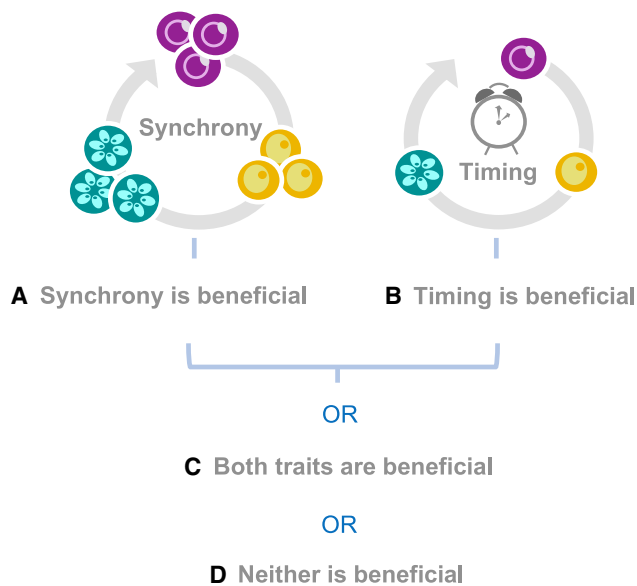 Synchrony
Timing
A Synchrony is beneficial
B Timing is beneficial
OR
C Both traits are beneficial
OR
D Neither is beneficial